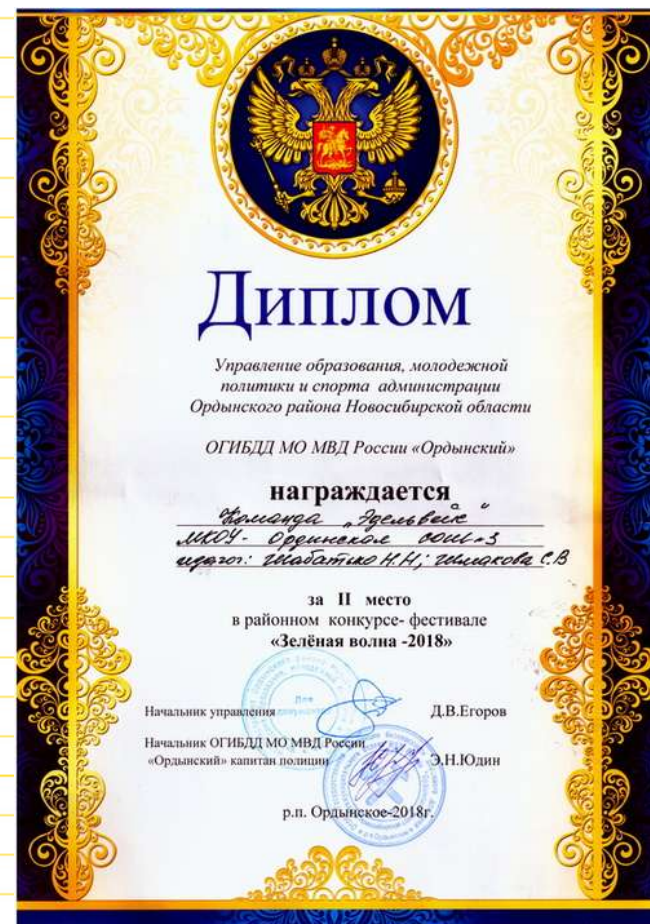 Диплом
Управление образования, молодежной
политики и спорта администрации
Ордынского района Новосибирской области
ОГИБДД МО МВД России «Ордынский»
награждается
Команда „Эдельвейс“
МКОУ- Ордынская СОШ-3
педагог: Шабатько Н.Н; С.В
за II место
в районном конкурсе- фестивале
«Зелёная волна -2018»
Для
документов
Начальник управления
Д.В.Егоров
Начальник ОГИБДД МО МВД России
«Ордынский» капитан полиции
Э.Н.Юдин
р.п. Ордынское-2018г.